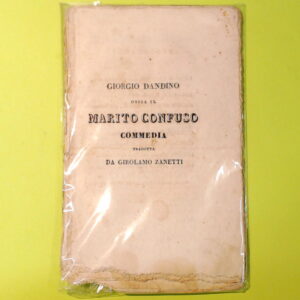 GIORGIO DANDINO
OSSIA IL
MARITO CONFUSO
COMMEDIA
TRADOTTA
DA GIROLAMO ZANETTI